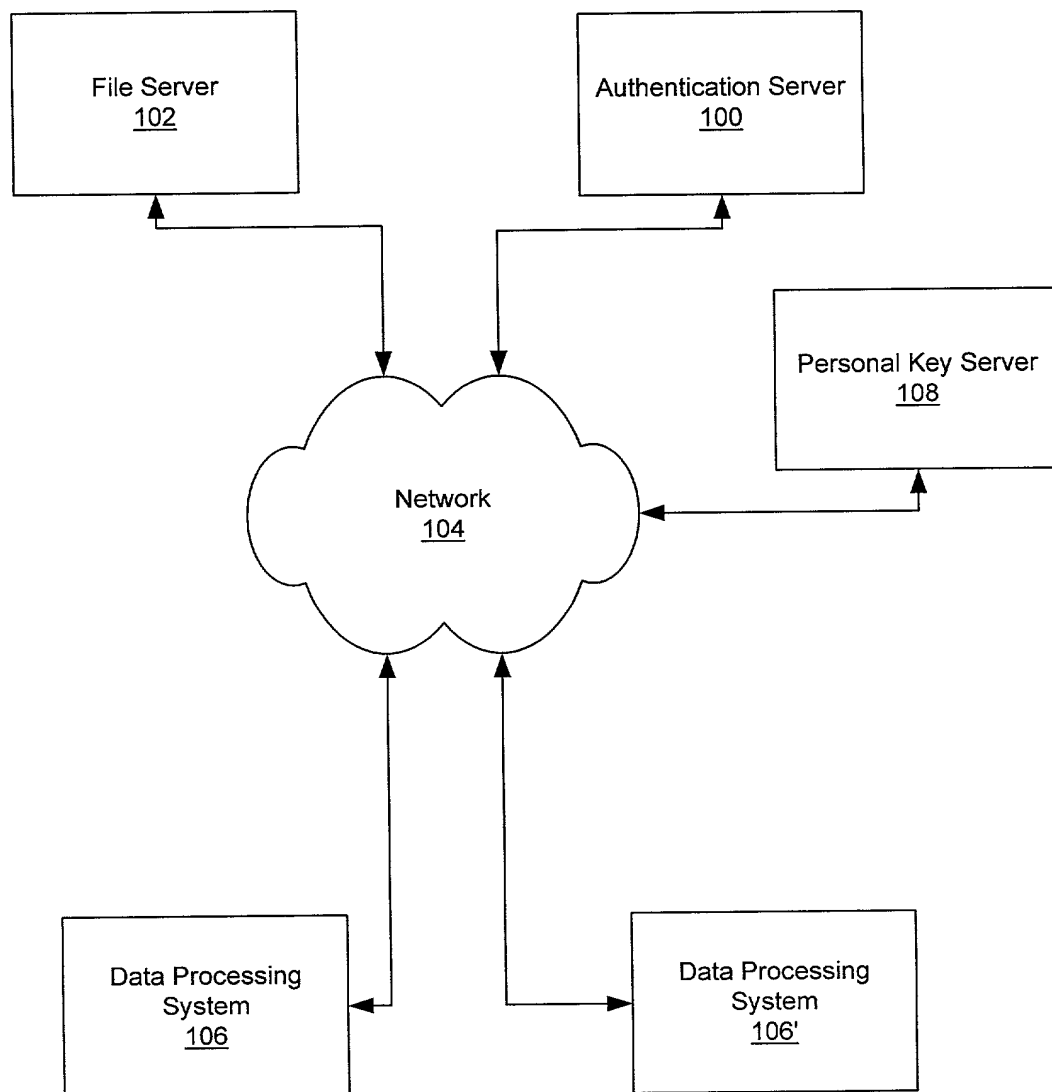 File Server
102
Authentication Server
100
Personal Key Server
108
Network
104
Data Processing
System
106
Data Processing
System
106'